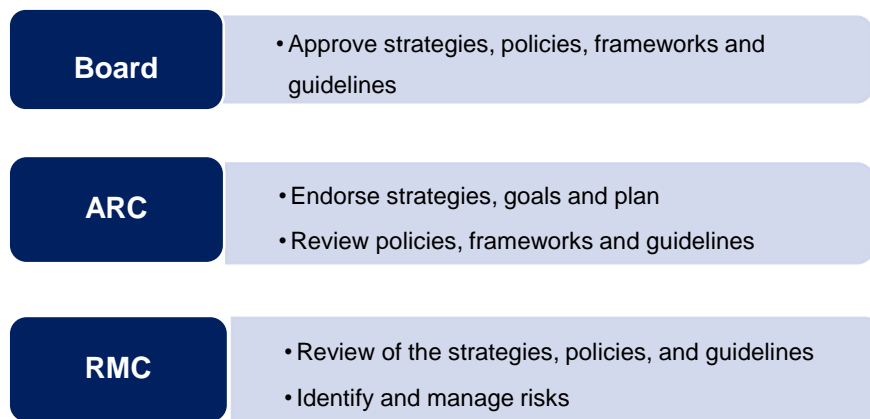 Board
• Approve strategies, policies, frameworks and
guidelines
ARC
• Endorse strategies, goals and plan
• Review policies, frameworks and guidelines
RMC
• Review of the strategies, policies, and guidelines
• Identify and manage risks